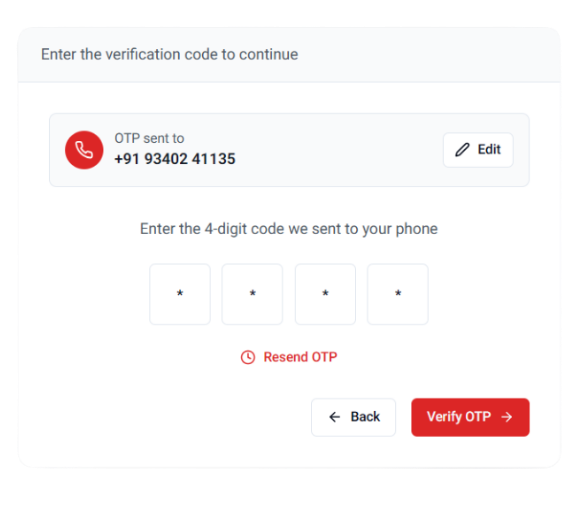 Enter the verification code to continue
OTP sent to
+91 93402 41135
Edit
Enter the 4-digit code we sent to your phone
* * * *
Resend OTP
← Back
Verify OTP →